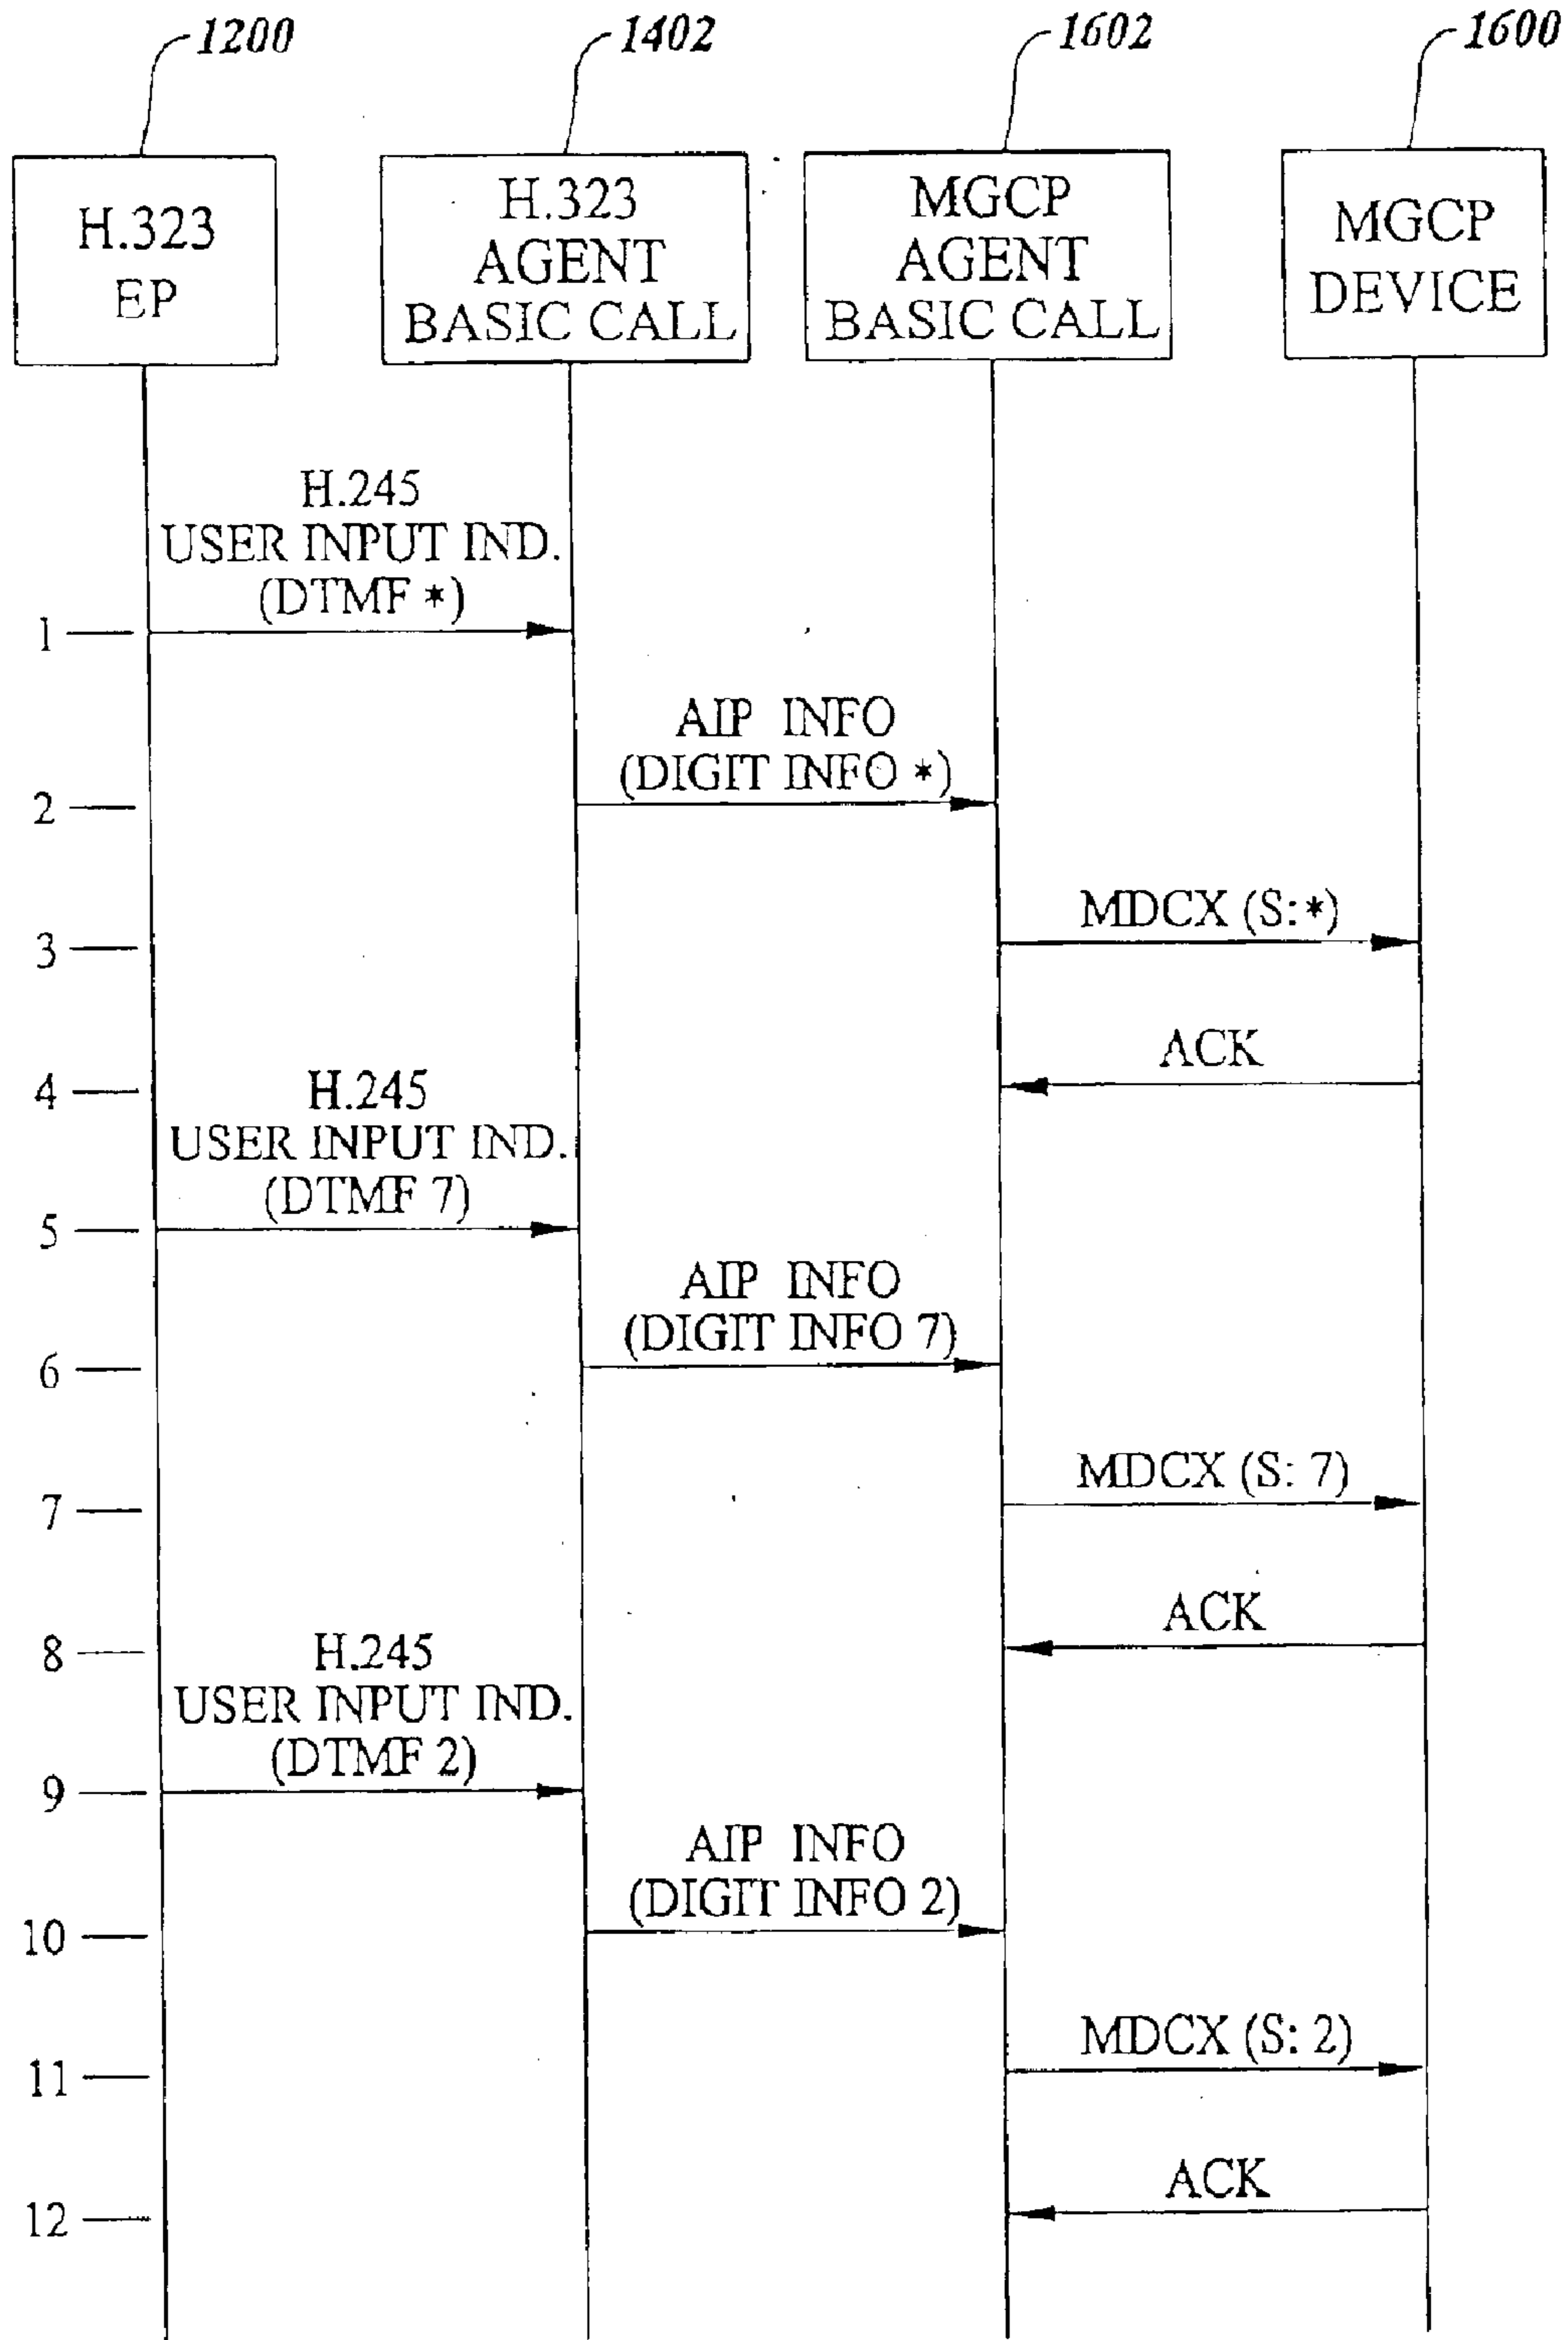 1200
1402
1602
1600
H.323
EP
H.323
AGENT
BASIC CALL
MGCP
AGENT
BASIC CALL
MGCP
DEVICE
H.245
USER INPUT IND.
(DTMF *)
1
AIP INFO
(DIGIT INFO *)
2
MDCX (S:*)
3
ACK
4
H.245
USER INPUT IND.
(DTMF 7)
5
AIP INFO
(DIGIT INFO 7)
6
MDCX (S: 7)
7
ACK
8
H.245
USER INPUT IND.
(DTMF 2)
9
AIP INFO
(DIGIT INFO 2)
10
MDCX (S: 2)
11
ACK
12